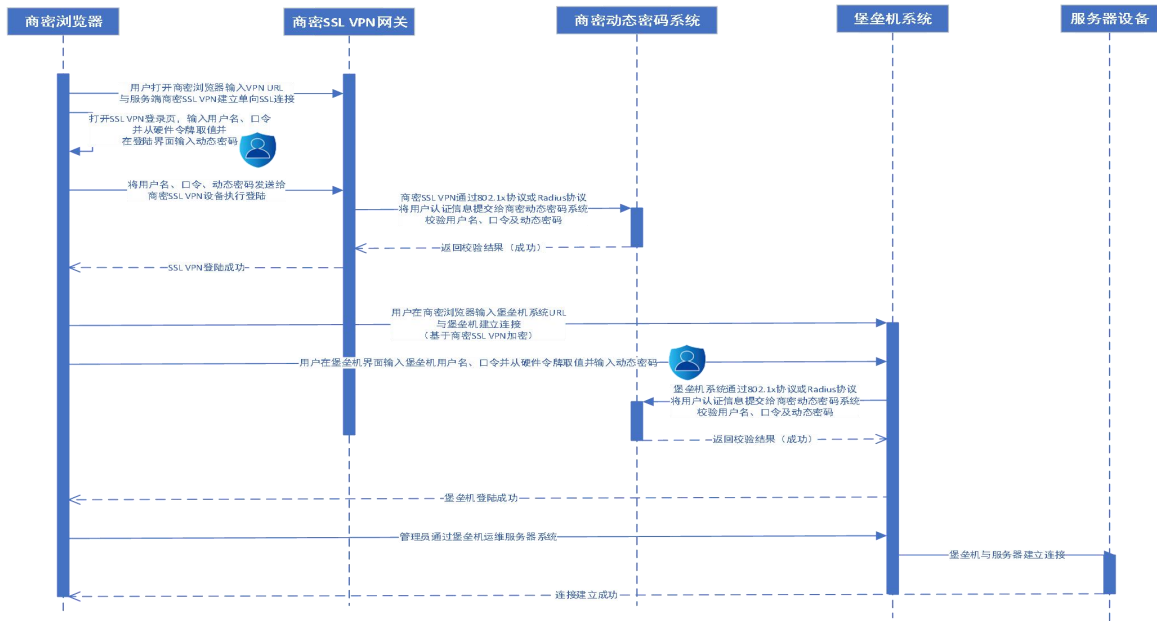 商密浏览器
商密SSL VPN网关
商密动态密码系统
堡垒机系统
服务器设备
用户打开商密浏览器输入VPN URL
与服务端商密SSL VPN建立单向SSL连接
打开SSL VPN登录页，输入用户名、口令
并从硬件令牌取值并
在登陆界面输入动态密码
将用户名、口令、动态密码发送给
商密SSL VPN设备执行登陆
商密SSL VPN通过802.1x协议或Radius协议
将用户认证信息提交给商密动态密码系统
校验用户名、口令及动态密码
返回校验结果（成功）
SSL VPN登陆成功
用户在商密浏览器输入堡垒机系统URL
与堡垒机建立连接
（基于商密SSL VPN加密）
用户在堡垒机界面输入堡垒机用户名、口令并从硬件令牌取值并输入动态密码
堡垒机系统通过802.1x协议或Radius协议
将用户认证信息提交给商密动态密码系统
校验用户名、口令及动态密码
返回校验结果（成功）
堡垒机登陆成功
管理员通过堡垒机运维服务器系统
堡垒机与服务器建立连接
连接建立成功